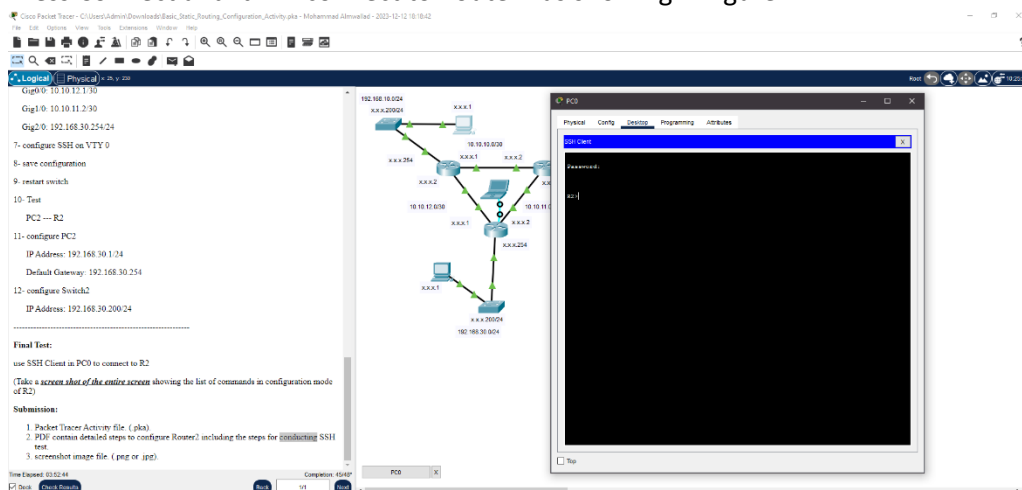 Cisco Packet Tracer - C:\Users\Admin\Downloads\Basic_Static_Routing_Configuration_Activity.pka - Mohammad Almwallad - 2023-12-12 10:18:42
File Edit Options View Tools Extensions Window Help
Logical Physical x: 26, y: 230
Root
Gig0/0: 10.10.12.1/30
Gig1/0: 10.10.11.2/30
Gig2/0: 192.168.30.254/24
7- configure SSH on VTY 0
8- save configuration
9- restart switch
10- Test
PC2 --- R2
11- configure PC2
IP Address: 192.168.30.1/24
Default Gateway: 192.168.30.254
12- configure Switch2
IP Address: 192.168.30.200/24
Final Test:
use SSH Client in PC0 to connect to R2
(Take a screen shot of the entire screen showing the list of commands in configuration mode
of R2)
Submission:
1. Packet Tracer Activity file. (.pka)
2. PDF contain detailed steps to configure Router2 including the steps for conducting SSH
test.
3. screenshot image file. (.png or .jpg).
Time Elapsed: 03:52:44
Completion: 45/48*
Dock
Check Results
Back
1/1
Next
192.168.10.0/24
x.x.x.200/24
x.x.x.1
10.10.10.0/30
x.x.x.254
x.x.x.1
x.x.x.2
x.x.x.2
10.10.12.0/30
x.x.x.1
x.x.x.2
x.x.x.254
x.x.x.1
x.x.x.200/24
192.168.30.0/24
PC0 X
PC0
Physical Config Desktop Programming Attributes
SSH Client
X
Password:
R2>
Top